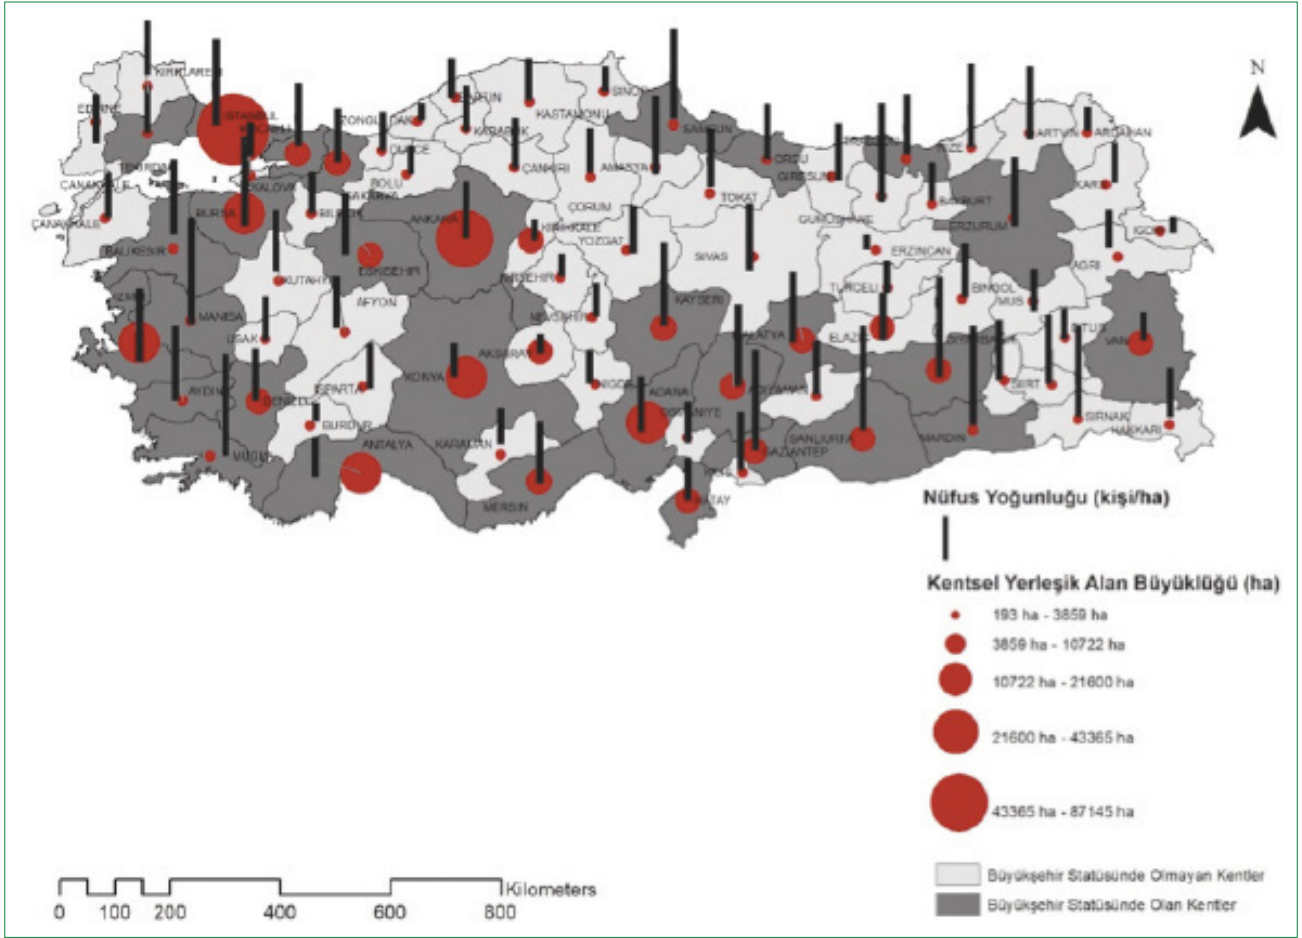 N
KIRKLARELİ
EDİRNE
İSTANBUL
ZONGULDAK
BARTIN
KASTAMONU
SİNOP
SAMSUN
ARTVİN
ARDAHAN
KARABÜK
DÜZCE
BOLU
ÇANKIRI
AMASYA
ORDU
GİRESUN
RİZE
TEKİRDAĞ
YALOVA
SAKARYA
ÇANAKKALE
ÇANAKKALE
BURSA
BİLECİK
ANKARA
KIRIKKALE
ÇORUM
YOZGAT
TOKAT
SİVAS
GÜMÜŞHANE
BAYBURT
ERZURUM
ERZİNCAN
KARS
IĞDIR
AĞRI
BALIKESİR
ESKİŞEHİR
KÜTAHYA
AFYON
KIRŞEHİR
NEVŞEHİR
KAYSERİ
TUNCELİ
BİNGÖL
MUŞ
BİTLİS
VAN
İZMİR
MANİSA
UŞAK
AKSARAY
KONYA
NİĞDE
MALATYA
ELAZIĞ
DİYARBAKIR
SİİRT
ŞIRNAK
HAKKARİ
AYDIN
DENİZLİ
ISPARTA
BURDUR
ANTALYA
MUĞLA
KARAMAN
MERSİN
ADANA
OSMANİYE
ADIYAMAN
GAZİANTEP
ŞANLIURFA
MARDİN
KİLİS
HATAY
Nüfus Yoğunluğu (kişi/ha)
Kentsel Yerleşik Alan Büyüklüğü (ha)
193 ha - 3859 ha
3859 ha - 10722 ha
10722 ha - 21600 ha
21600 ha - 43365 ha
43365 ha - 87145 ha
Büyükşehir Statüsünde Olmayan Kentler
Büyükşehir Statüsünde Olan Kentler
Kilometers
0 100 200 400 600 800